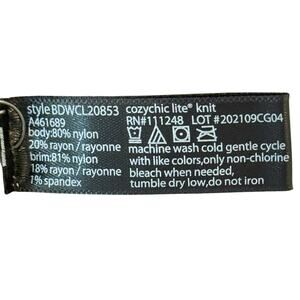 style BDWCL20853 cozychic lite® knit
A461689 RN#111248 LOT #202109CG04
body:80% nylon
20% rayon / rayonne machine wash cold gentle cycle
brim:81% nylon with like colors,only non-chlorine
18% rayon / rayonne bleach when needed,
1% spandex tumble dry low,do not iron